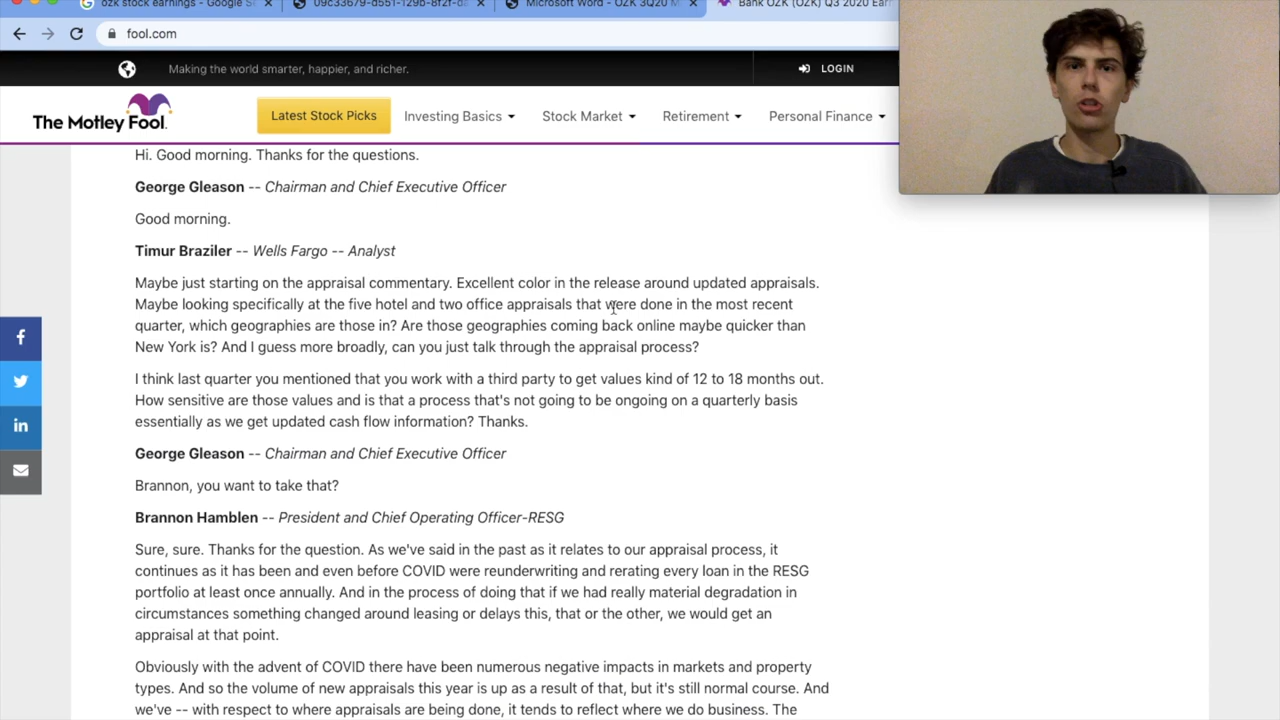 ozk stock earnings - Google Se
09c33679-d551-129b-8f2f-da
Microsoft Word - OZK 3Q20 M
Bank OZK (OZK) Q3 2020 Earn
fool.com
Making the world smarter, happier, and richer.
LOGIN
The Motley Fool.
Latest Stock Picks
Investing Basics
Stock Market
Retirement
Personal Finance
Hi. Good morning. Thanks for the questions.
George Gleason -- Chairman and Chief Executive Officer
Good morning.
Timur Braziler -- Wells Fargo -- Analyst
Maybe just starting on the appraisal commentary. Excellent color in the release around updated appraisals.
Maybe looking specifically at the five hotel and two office appraisals that were done in the most recent
quarter, which geographies are those in? Are those geographies coming back online maybe quicker than
New York is? And I guess more broadly, can you just talk through the appraisal process?
I think last quarter you mentioned that you work with a third party to get values kind of 12 to 18 months out.
How sensitive are those values and is that a process that's not going to be ongoing on a quarterly basis
essentially as we get updated cash flow information? Thanks.
George Gleason -- Chairman and Chief Executive Officer
Brannon, you want to take that?
Brannon Hamblen -- President and Chief Operating Officer-RESG
Sure, sure. Thanks for the question. As we've said in the past as it relates to our appraisal process, it
continues as it has been and even before COVID were reunderwriting and rerating every loan in the RESG
portfolio at least once annually. And in the process of doing that if we had really material degradation in
circumstances something changed around leasing or delays this, that or the other, we would get an
appraisal at that point.
Obviously with the advent of COVID there have been numerous negative impacts in markets and property
types. And so the volume of new appraisals this year is up as a result of that, but it's still normal course. And
we've -- with respect to where appraisals are being done, it tends to reflect where we do business. The